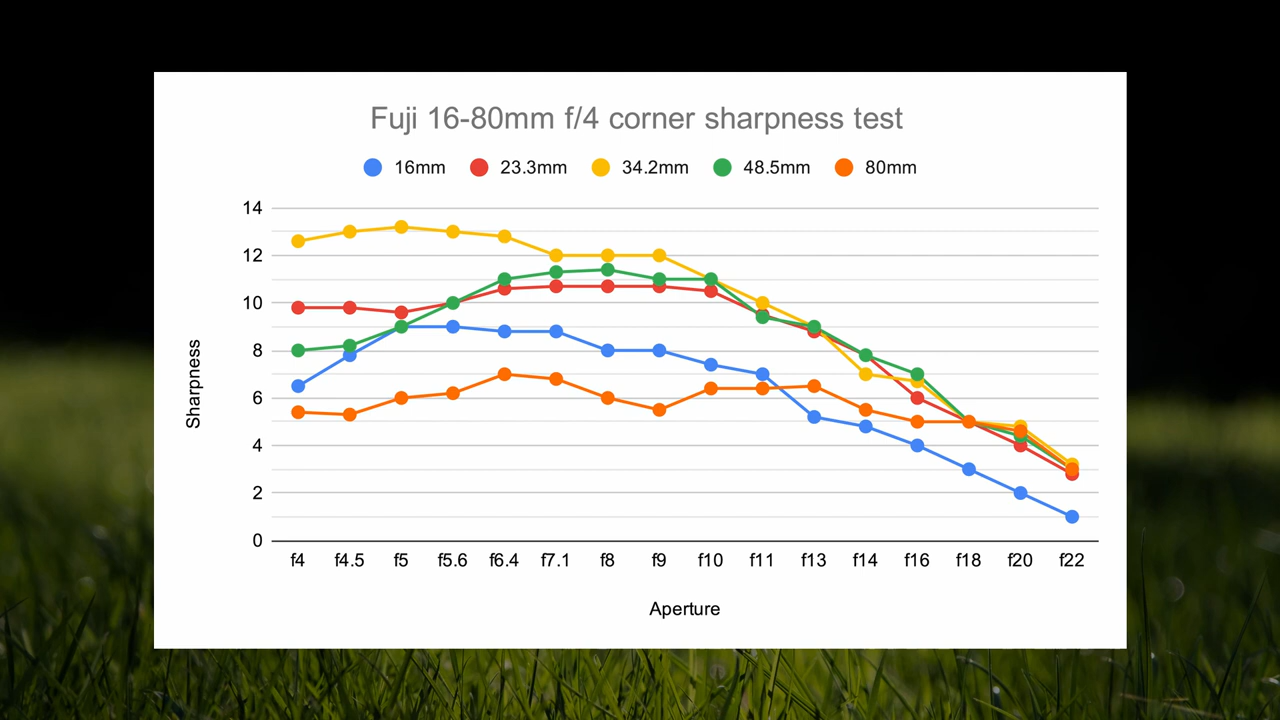 Fuji 16-80mm f/4 corner sharpness test
16mm 23.3mm 34.2mm 48.5mm 80mm
14
12
10
8
6
4
2
0
Sharpness
f4 f4.5 f5 f5.6 f6.4 f7.1 f8 f9 f10 f11 f13 f14 f16 f18 f20 f22
Aperture